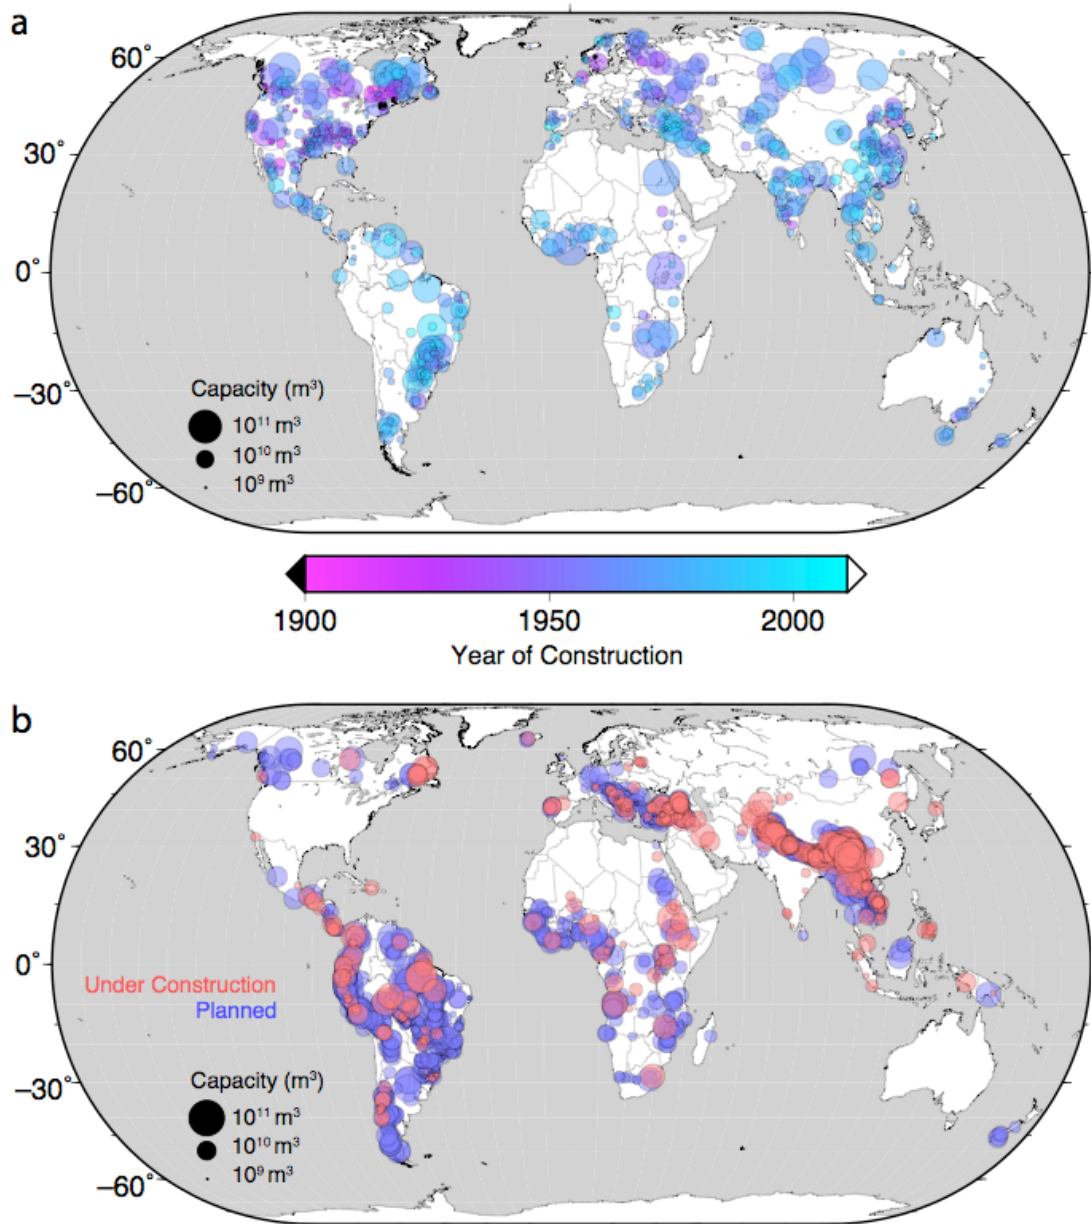 a
60°
30°
0°
–30°
–60°
Capacity (m³)
10¹¹ m³
10¹⁰ m³
10⁹ m³
1900 1950 2000
Year of Construction
b
60°
30°
0°
–30°
–60°
Under Construction
Planned
Capacity (m³)
10¹¹ m³
10¹⁰ m³
10⁹ m³